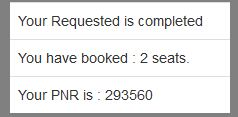 Your Requested is completed
You have booked : 2 seats.
Your PNR is : 293560